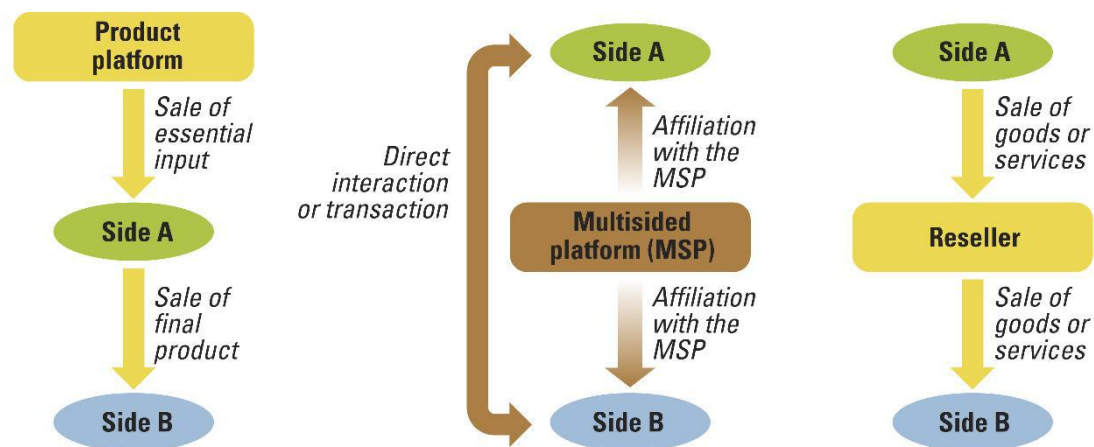 Product
platform
Sale of
essential
input
Side A
Sale of
final
product
Side B
Direct
interaction
or transaction
Side A
Affiliation
with the
MSP
Multisided
platform (MSP)
Affiliation
with the
MSP
Side B
Side A
Sale of
goods or
services
Reseller
Sale of
goods or
services
Side B